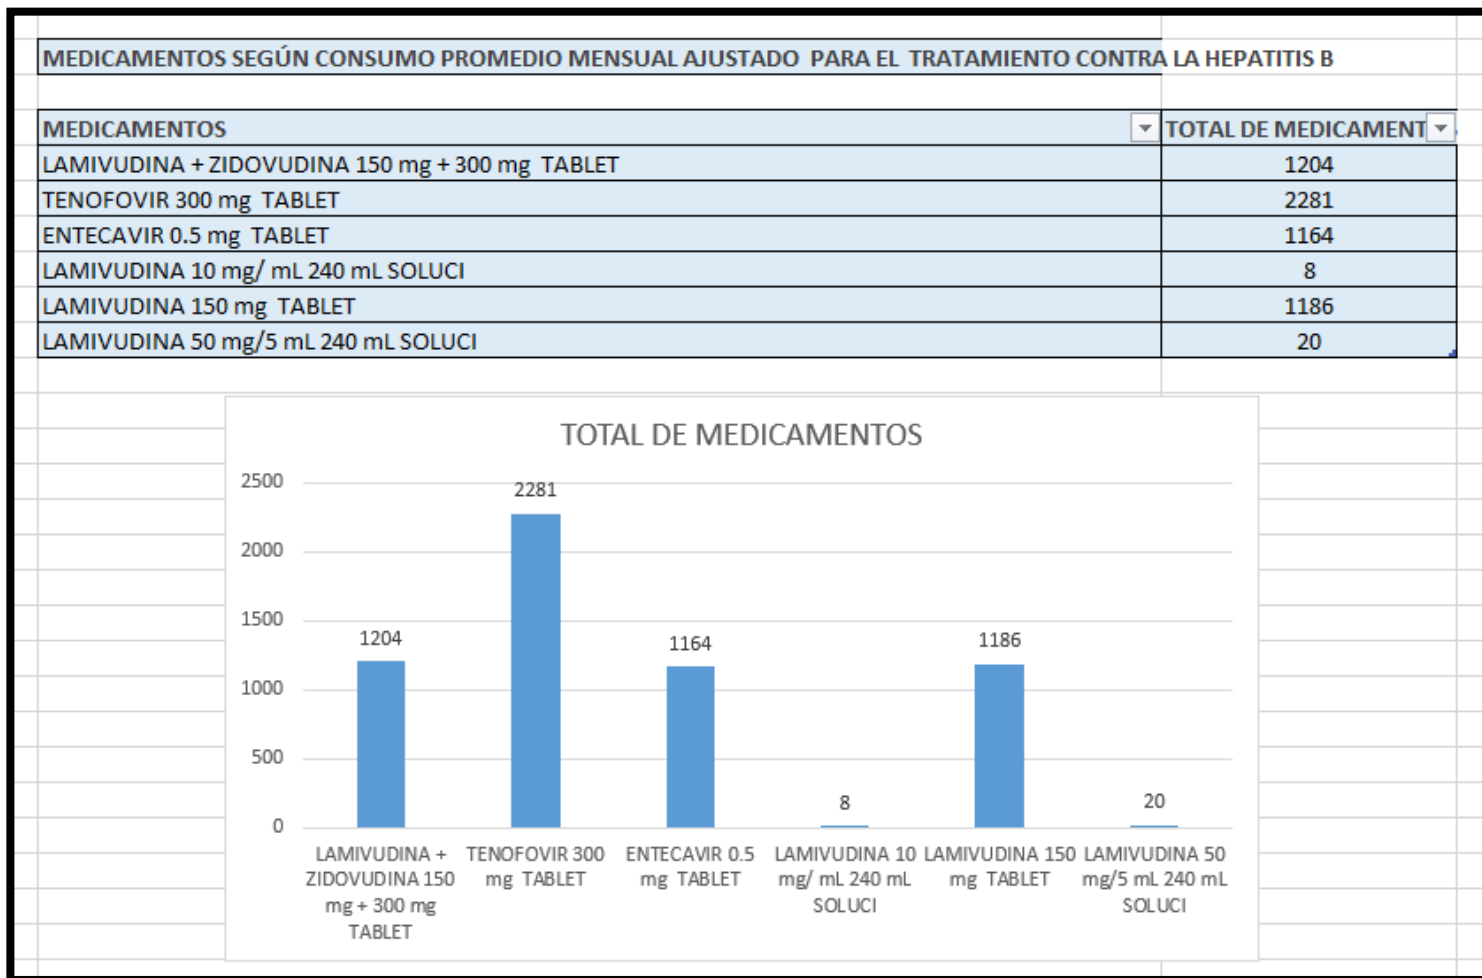 MEDICAMENTOS SEGÚN CONSUMO PROMEDIO MENSUAL AJUSTADO PARA EL TRATAMIENTO CONTRA LA HEPATITIS B
MEDICAMENTOS TOTAL DE MEDICAMENT
LAMIVUDINA + ZIDOVUDINA 150 mg + 300 mg TABLET 1204
TENOFOVIR 300 mg TABLET 2281
ENTECAVIR 0.5 mg TABLET 1164
LAMIVUDINA 10 mg/ mL 240 mL SOLUCI 8
LAMIVUDINA 150 mg TABLET 1186
LAMIVUDINA 50 mg/5 mL 240 mL SOLUCI 20
TOTAL DE MEDICAMENTOS
2500
2000
1500
1000
500
0
1204
2281
1164
8
1186
20
LAMIVUDINA +
ZIDOVUDINA 150
mg + 300 mg
TABLET
TENOFOVIR 300
mg TABLET
ENTECAVIR 0.5
mg TABLET
LAMIVUDINA 10
mg/ mL 240 mL
SOLUCI
LAMIVUDINA 150
mg TABLET
LAMIVUDINA 50
mg/5 mL 240 mL
SOLUCI